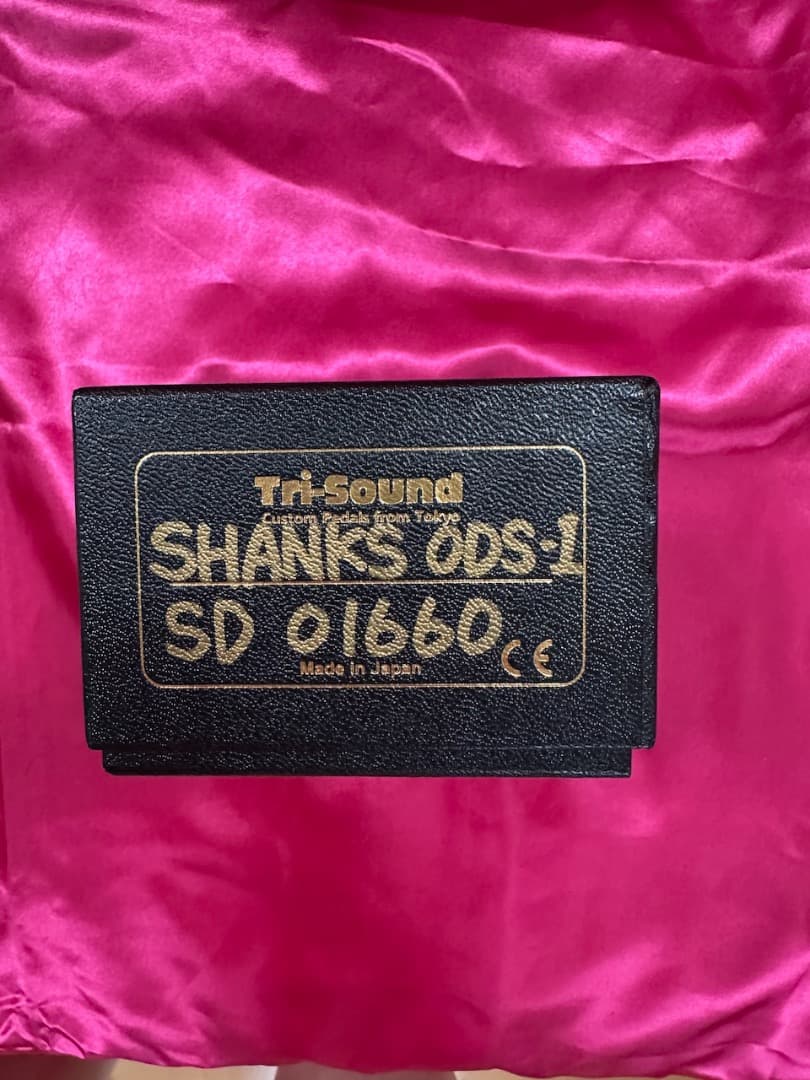 Tri-Sound
Custom Pedals from Tokyo
SHANKS ODS-1
SD 01660
Made in Japan
CE